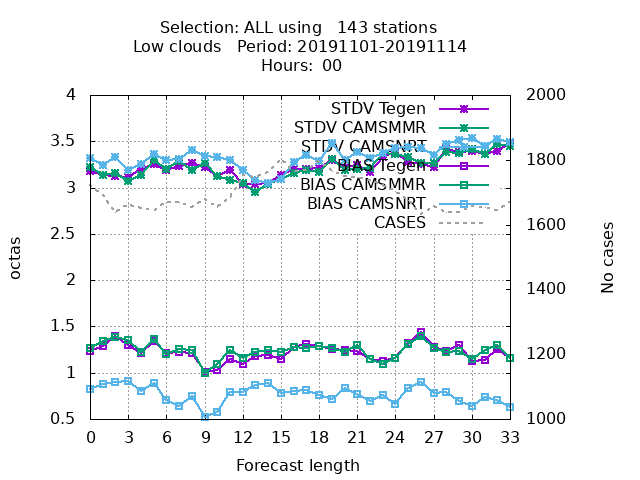 Selection: ALL using   143 stations
Low clouds   Period: 20191101-20191114
Hours: 00
4
3.5
3
2.5
2
1.5
1
0.5
octas
STDV Tegen
STDV CAMSMMR
STDV CAMSNRT
BIAS Tegen
BIAS CAMSMMR
BIAS CAMSNRT
CASES
2000
1800
1600
1400
1200
1000
No cases
0 3 6 9 12 15 18 21 24 27 30 33
Forecast length